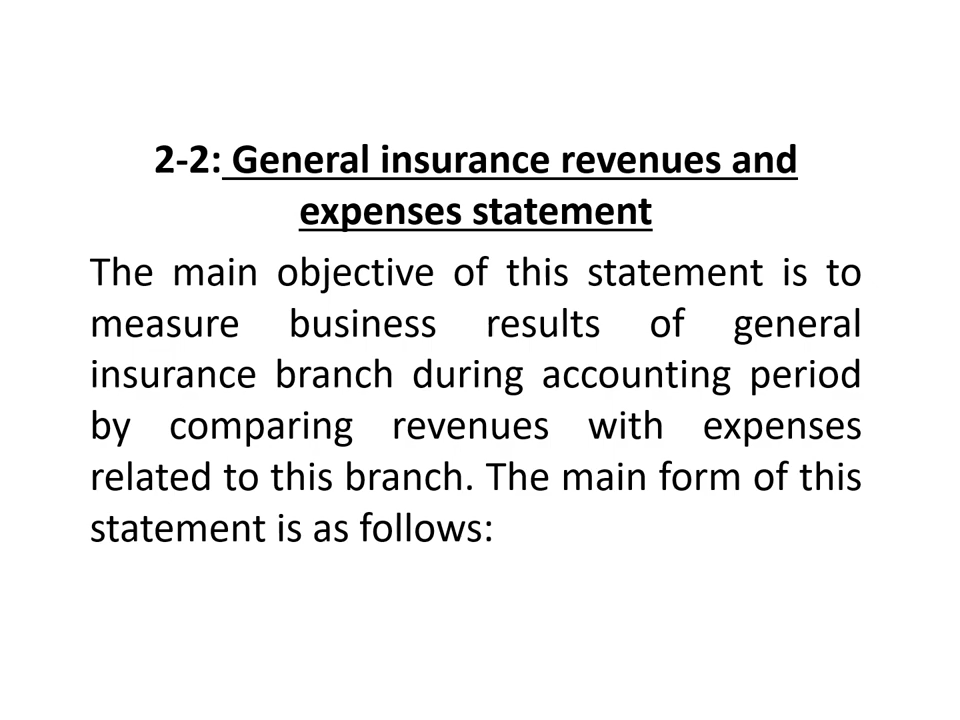 2-2: General insurance revenues and
expenses statement
The main objective of this statement is to
measure business results of general
insurance branch during accounting period
by comparing revenues with expenses
related to this branch. The main form of this
statement is as follows: